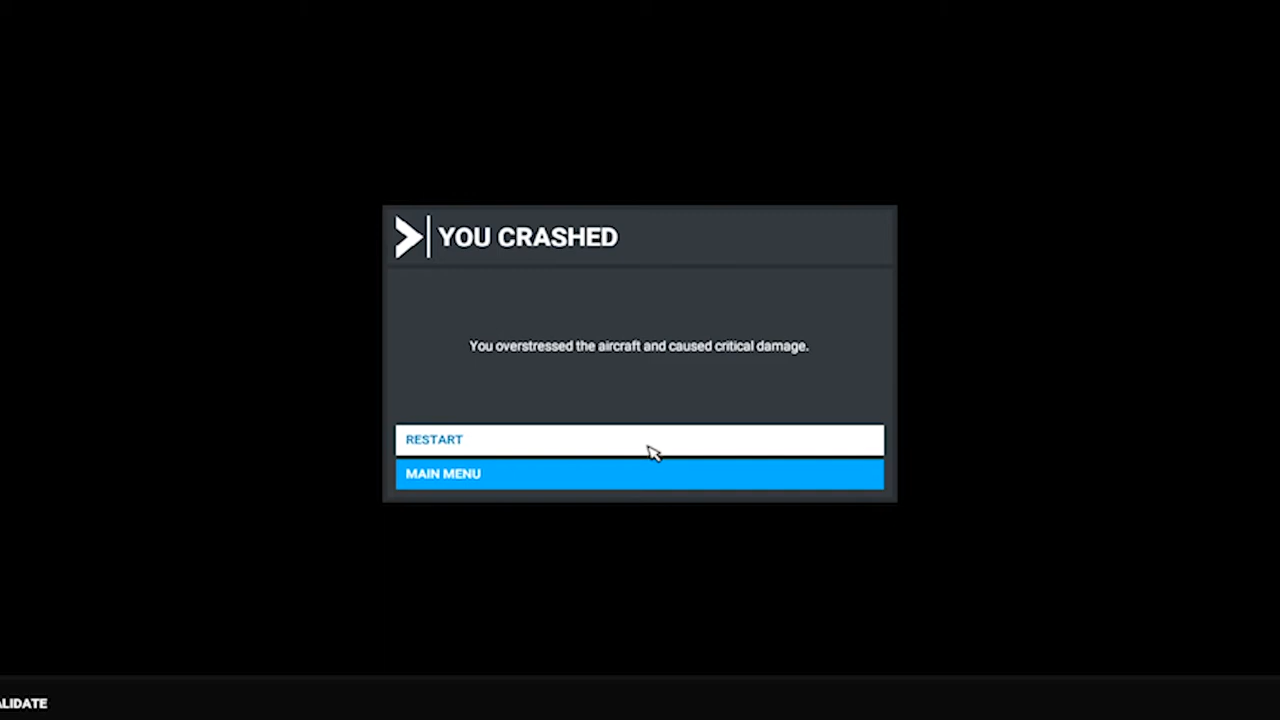 YOU CRASHED
You overstressed the aircraft and caused critical damage.
RESTART
MAIN MENU
ALIDATE